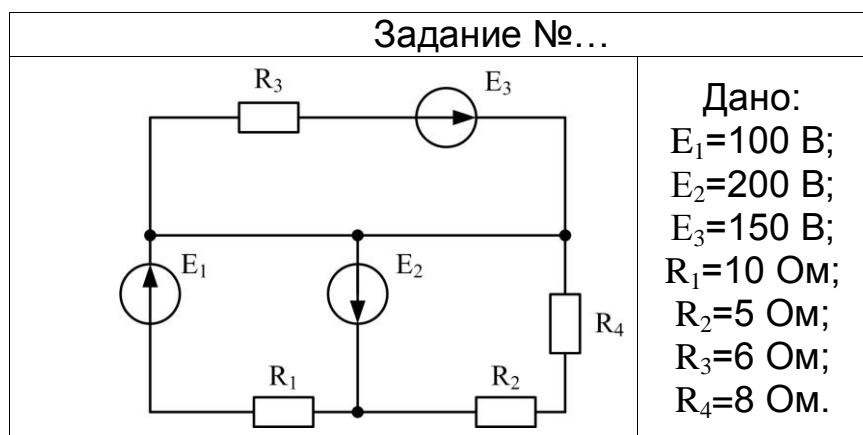 Задание №…
R₃
E₃
E₁
E₂
R₄
R₁
R₂
Дано:
E₁=100 В;
E₂=200 В;
E₃=150 В;
R₁=10 Ом;
R₂=5 Ом;
R₃=6 Ом;
R₄=8 Ом.